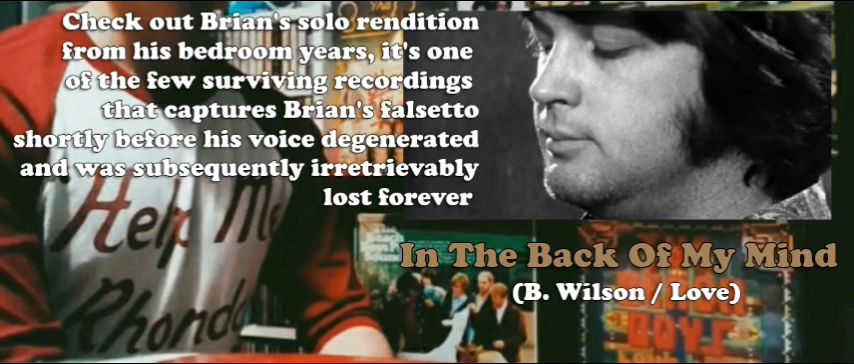 Check out Brian's solo rendition
from his bedroom years, it's one
of the few surviving recordings
that captures Brian's falsetto
shortly before his voice degenerated
and was subsequently irretrievably
lost forever
Help Me
Rhonda
In The Back Of My Mind
(B. Wilson / Love)
BOYS